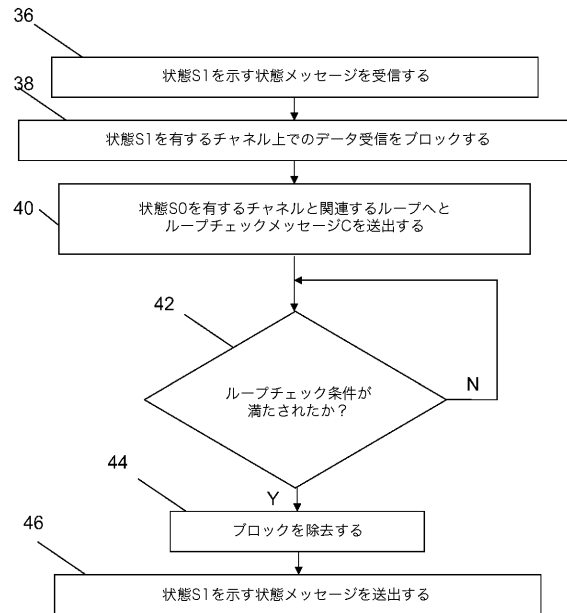 36
状態S1を示す状態メッセージを受信する
38
状態S1を有するチャネル上でのデータ受信をブロックする
40
状態S0を有するチャネルと関連するループへと
ループチェックメッセージCを送出する
42
ループチェック条件が
満たされたか？
N
Y
44
ブロックを除去する
46
状態S1を示す状態メッセージを送出する